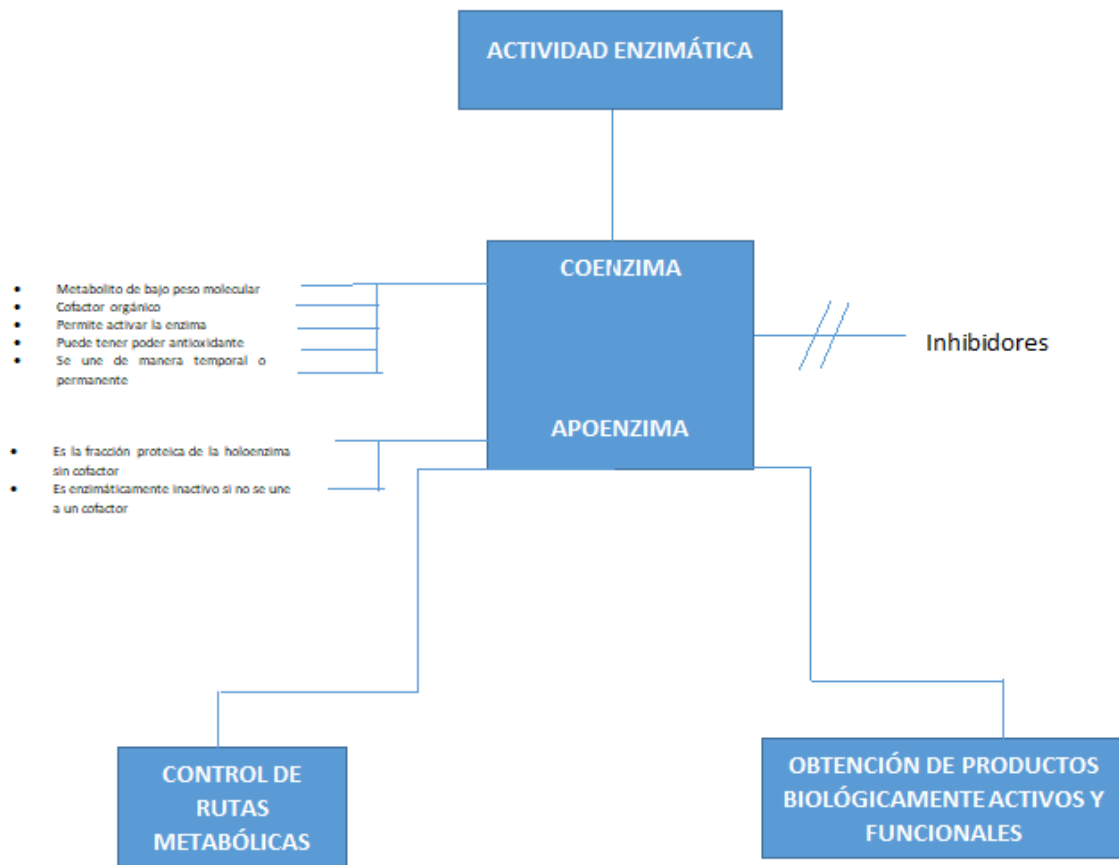 ACTIVIDAD ENZIMÁTICA
COENZIMA
• Metabolito de bajo peso molecular
• Cofactor orgánico
• Permite activar la enzima
• Puede tener poder antioxidante
• Se une de manera temporal o
permanente
Inhibidores
APOENZIMA
• Es la fracción proteica de la holoenzima
sin cofactor
• Es enzimáticamente inactivo si no se une
a un cofactor
CONTROL DE
RUTAS
METABÓLICAS
OBTENCIÓN DE PRODUCTOS
BIOLÓGICAMENTE ACTIVOS Y
FUNCIONALES